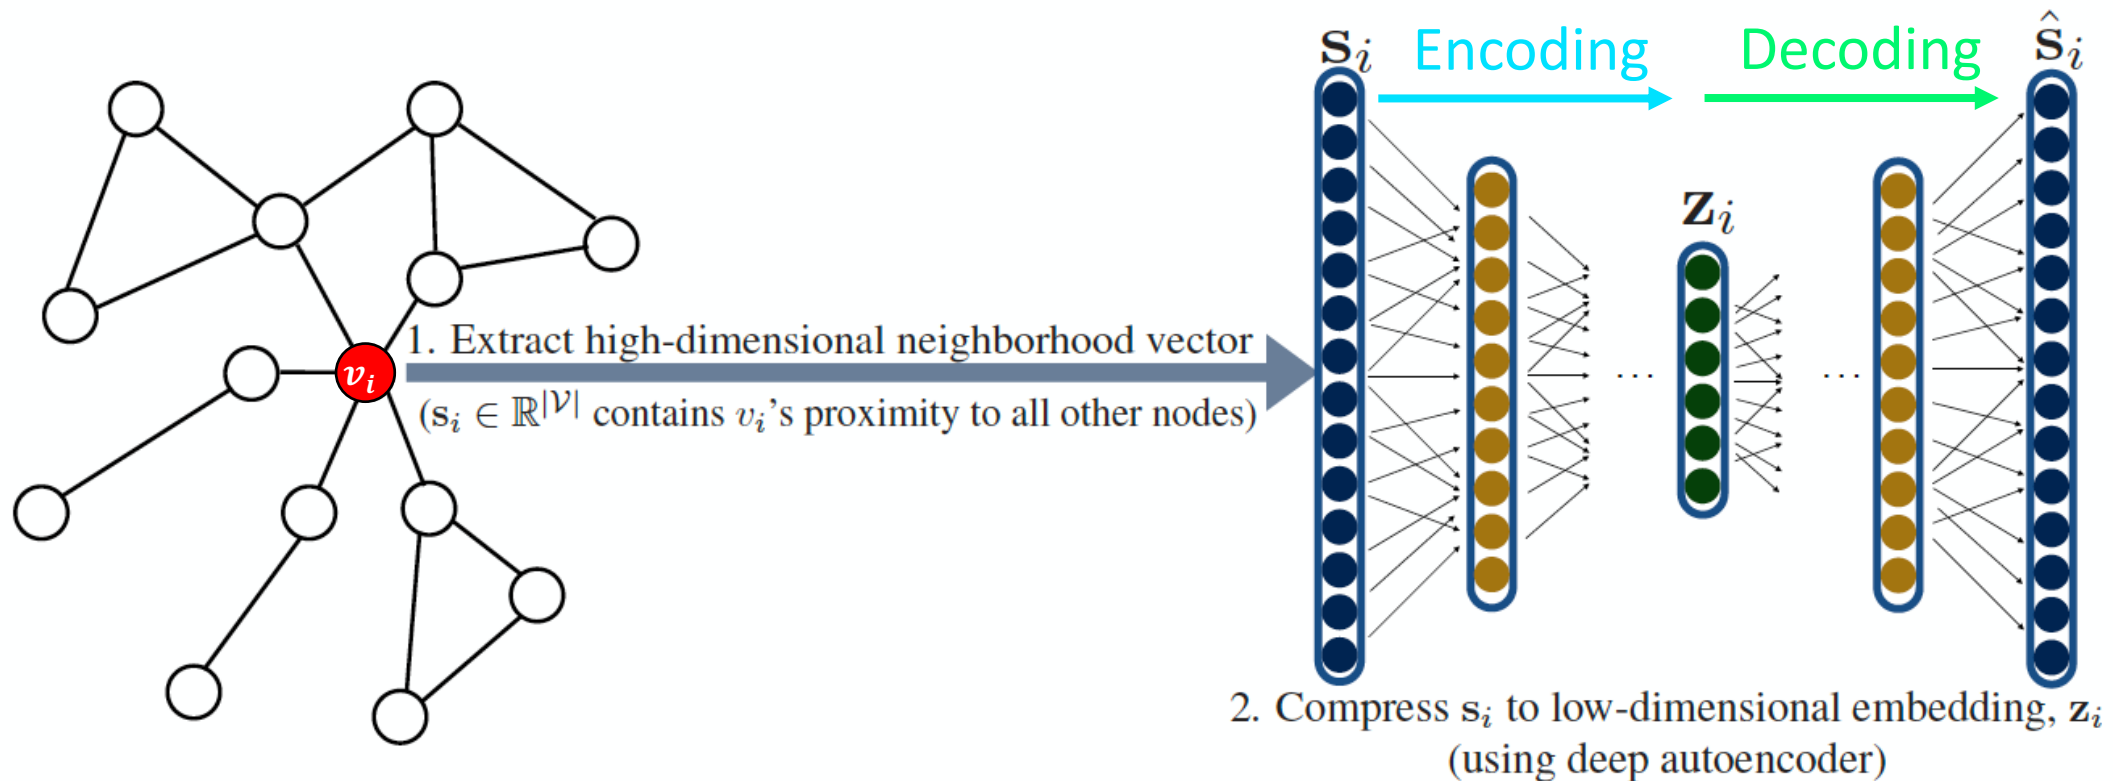 v_i
1. Extract high-dimensional neighborhood vector
(s_i ∈ ℝ^|𝒱| contains v_i's proximity to all other nodes)
s_i
Encoding
Decoding
ŝ_i
z_i
...
...
2. Compress s_i to low-dimensional embedding, z_i
(using deep autoencoder)